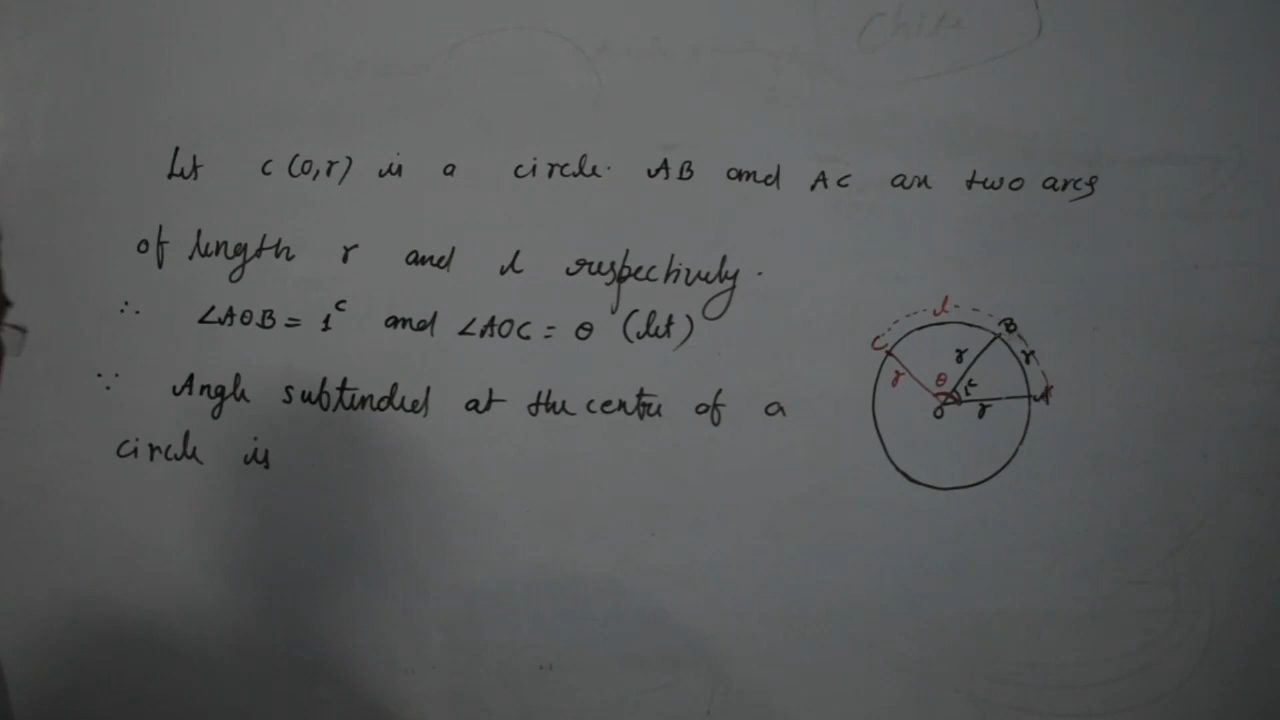 Let C(O,r) is a circle. AB and AC are two arcs
of length r and l respectively.
∴ ∠AOB = 1ᶜ and ∠AOC = θ (let)
∵ Angle subtended at the centre of a
circle is
l
B
C
r
r
r
θ
1ᶜ
O
r
A